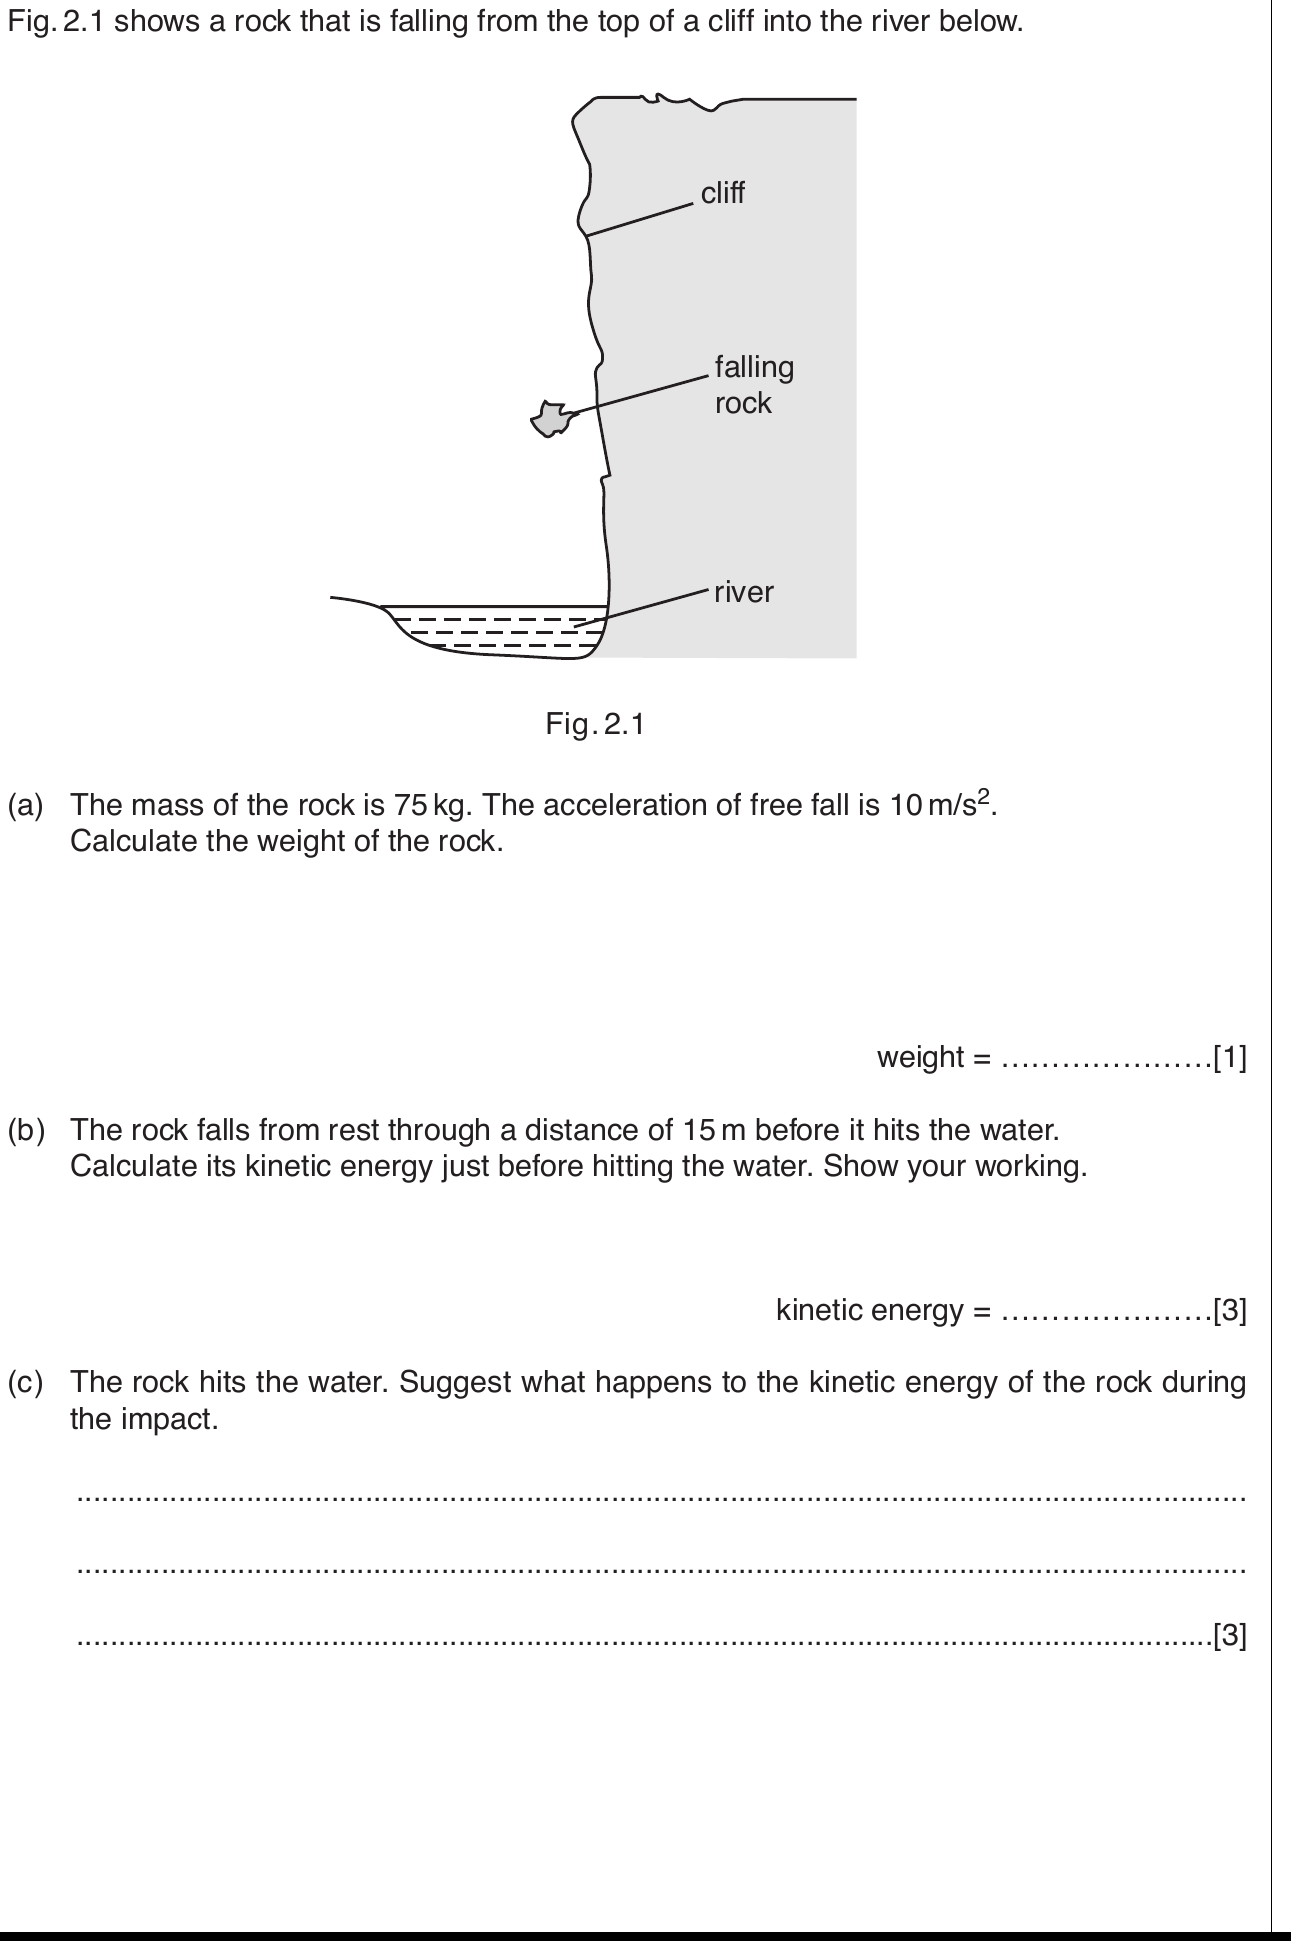 Fig. 2.1 shows a rock that is falling from the top of a cliff into the river below.
cliff
falling
rock
river
Fig. 2.1
(a) The mass of the rock is 75 kg. The acceleration of free fall is 10 m/s².
Calculate the weight of the rock.
weight = .....................[1]
(b) The rock falls from rest through a distance of 15 m before it hits the water.
Calculate its kinetic energy just before hitting the water. Show your working.
kinetic energy = .....................[3]
(c) The rock hits the water. Suggest what happens to the kinetic energy of the rock during
the impact.
..........................................................................................................................................
..........................................................................................................................................
......................................................................................................................................[3]